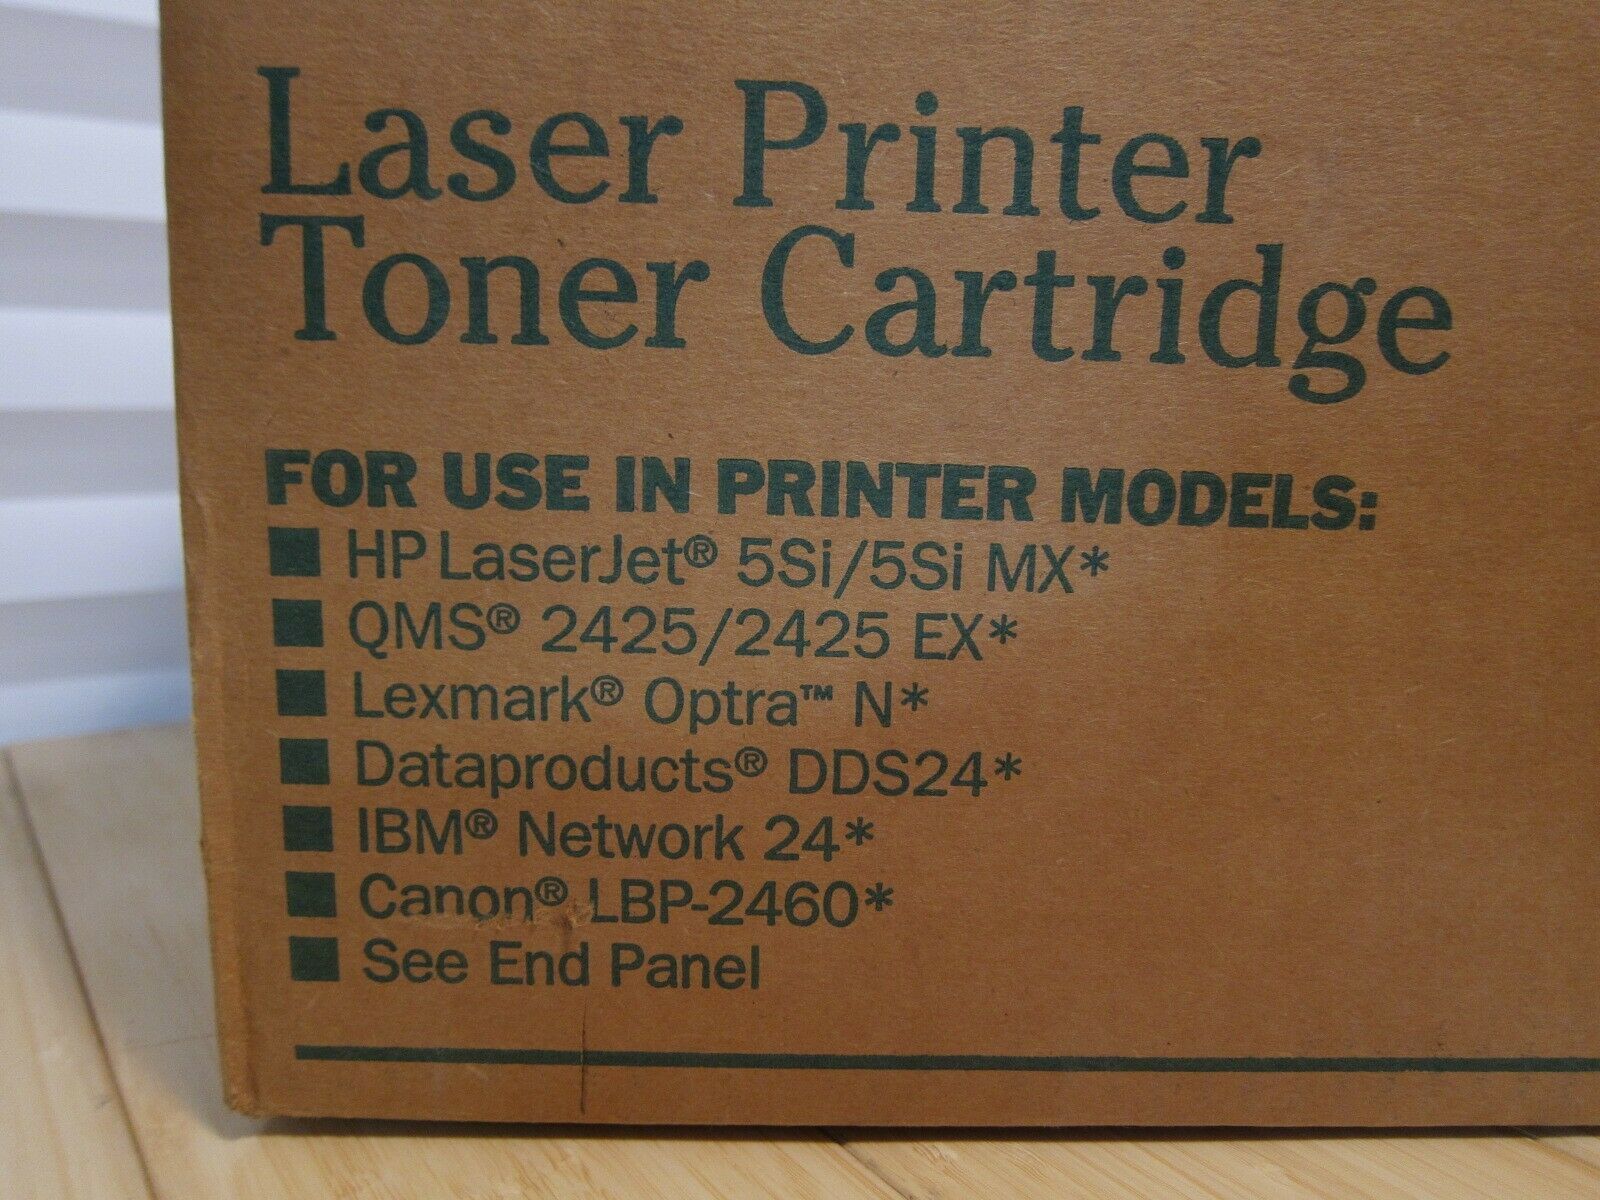 Laser Printer
Toner Cartridge
FOR USE IN PRINTER MODELS:
■ HP LaserJet® 5Si/5Si MX*
■ QMS® 2425/2425 EX*
■ Lexmark® Optra™ N*
■ Dataproducts® DDS24*
■ IBM® Network 24*
■ Canon® LBP-2460*
■ See End Panel